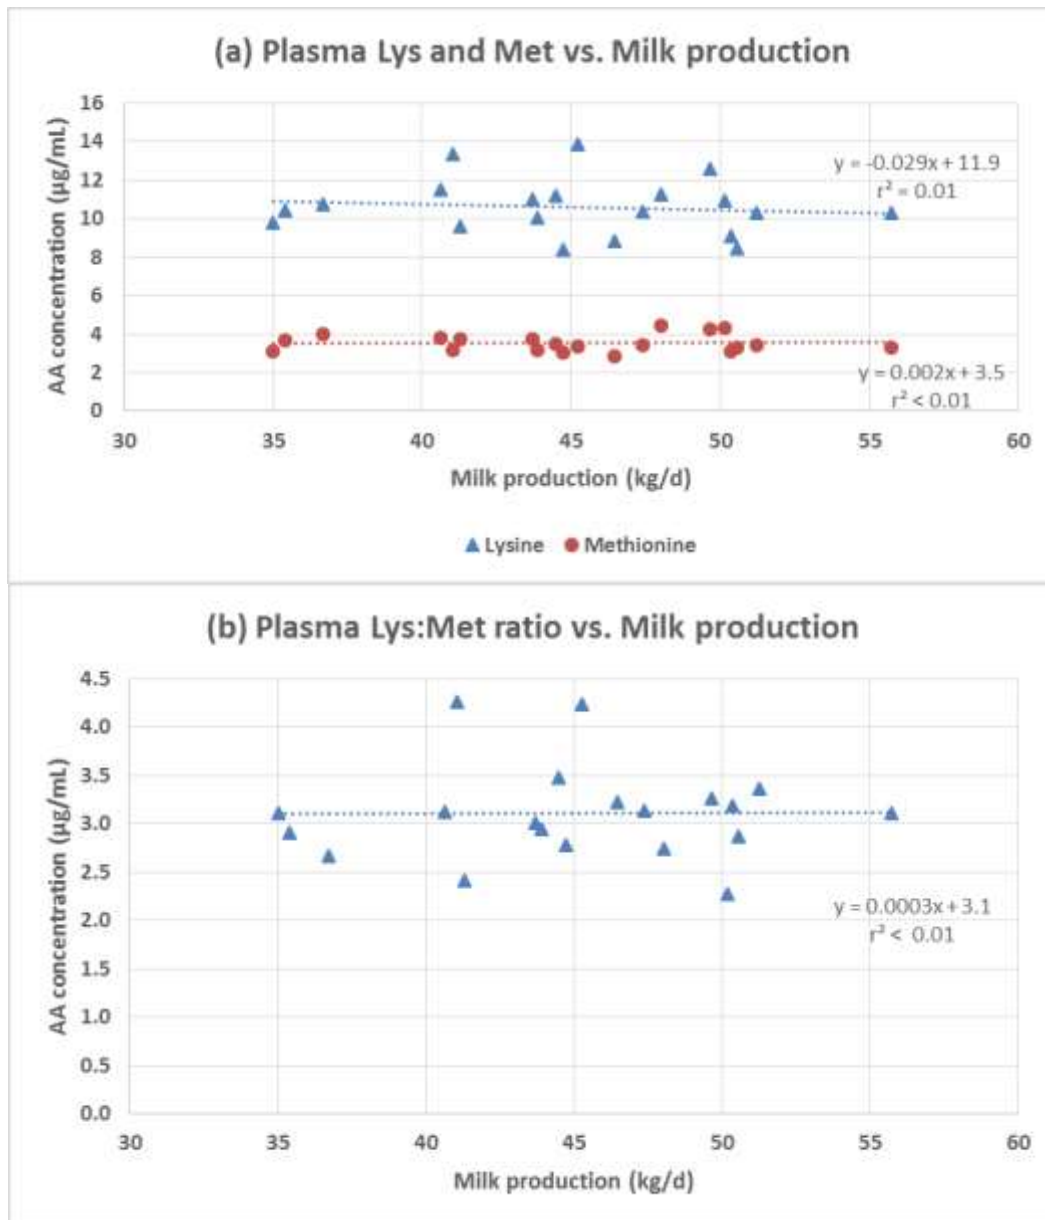 (a) Plasma Lys and Met vs. Milk production
AA concentration (µg/mL)
16
14
12
10
8
6
4
2
0
y = -0.029x + 11.9
r² = 0.01
y = 0.002x + 3.5
r² < 0.01
30 35 40 45 50 55 60
Milk production (kg/d)
Lysine Methionine
(b) Plasma Lys:Met ratio vs. Milk production
AA concentration (µg/mL)
4.5
4.0
3.5
3.0
2.5
2.0
1.5
1.0
0.5
0.0
y = 0.0003x + 3.1
r² < 0.01
30 35 40 45 50 55 60
Milk production (kg/d)